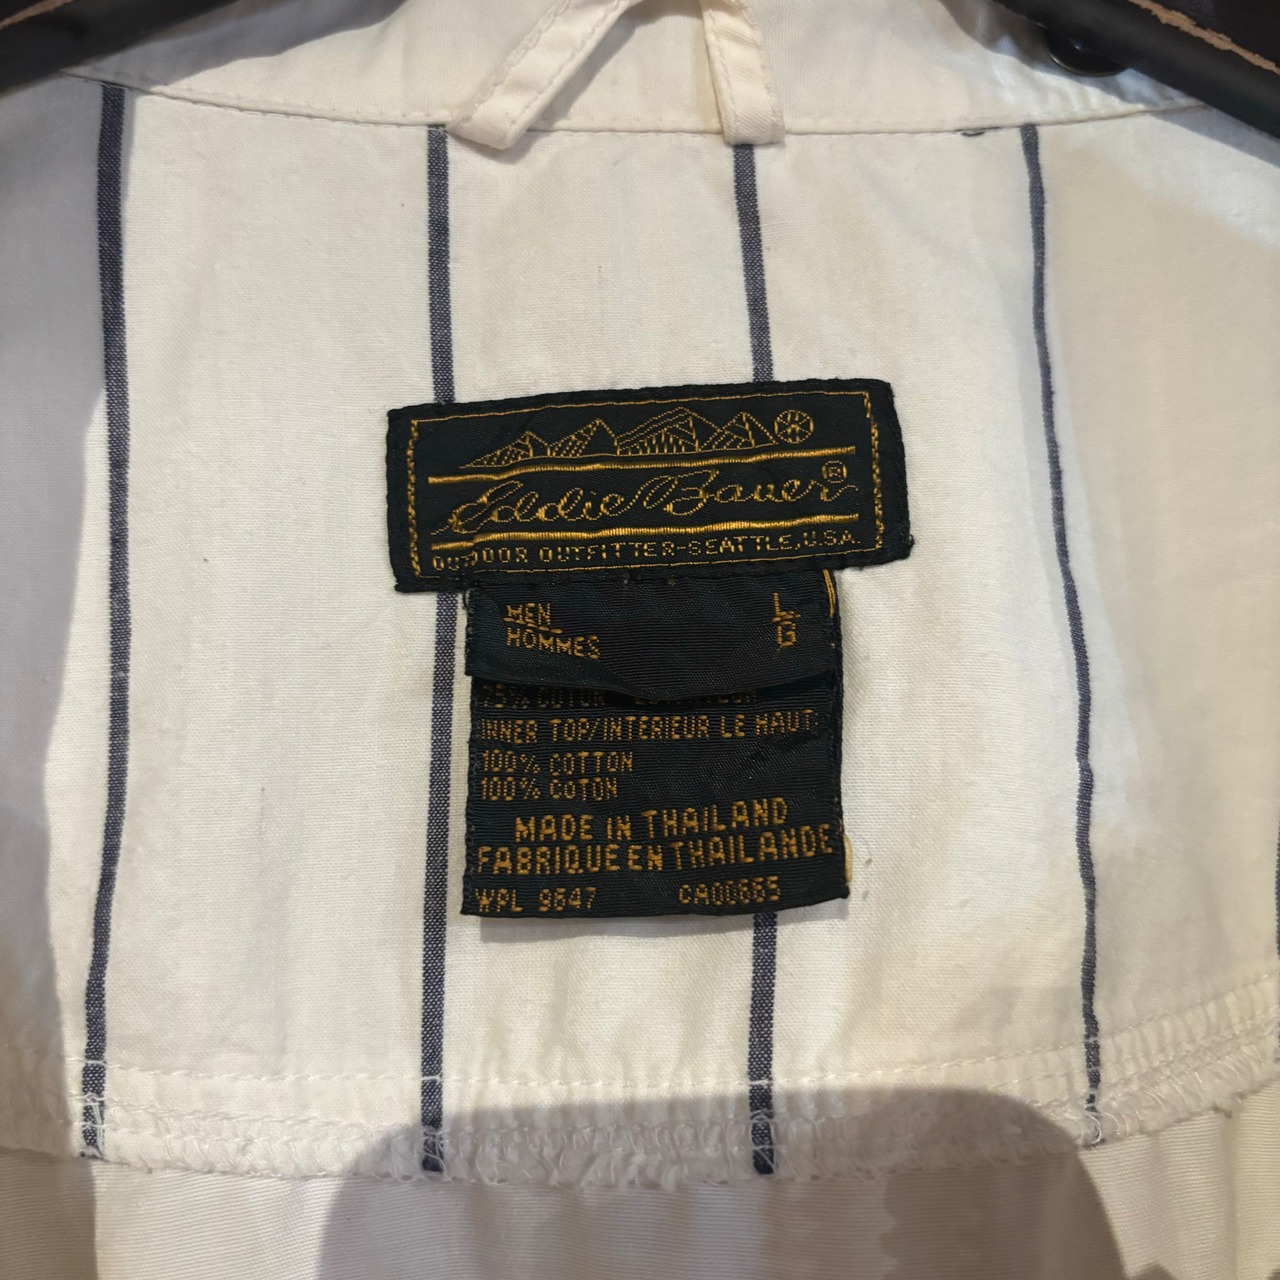 Eddie Bauer®
OUTDOOR OUTFITTER-SEATTLE, U.S.A.
MEN L
HOMMES G
INNER TOP/INTERIEUR LE HAUT:
100% COTTON
100% COTON
MADE IN THAILAND
FABRIQUE EN THAILANDE
WPL 9647 CA00665